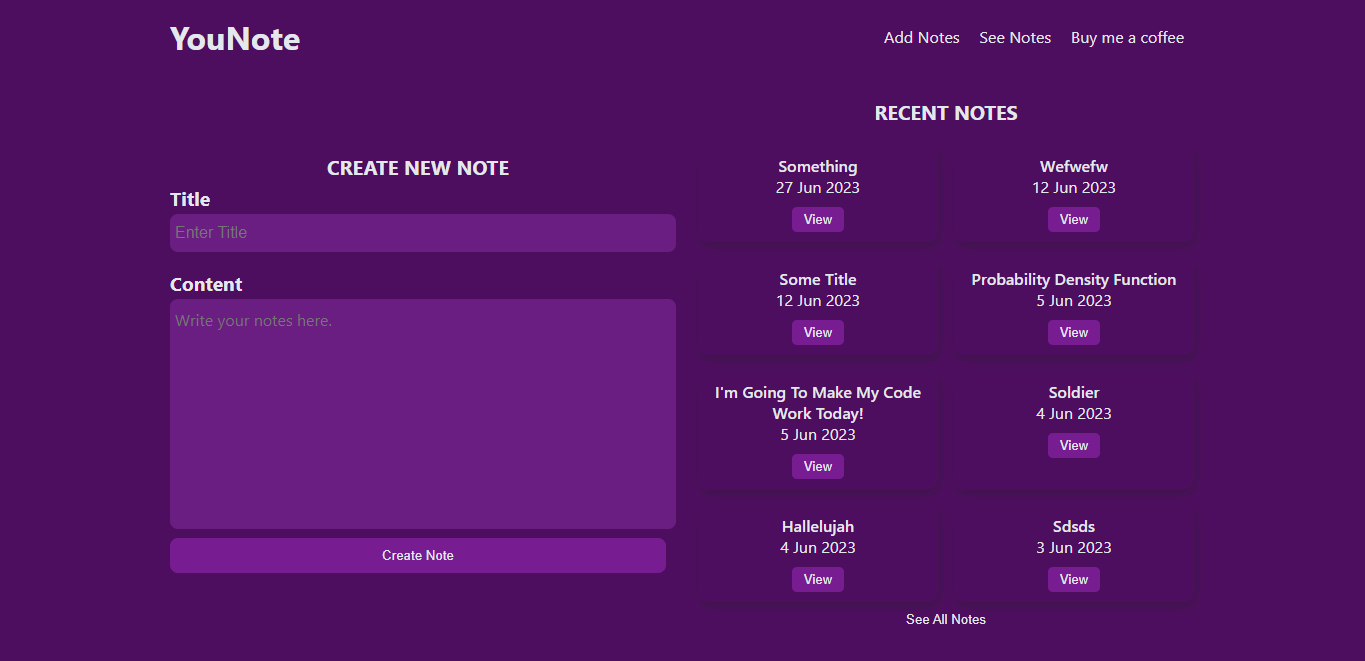 YouNote
Add Notes See Notes Buy me a coffee
CREATE NEW NOTE
Title
Enter Title
Content
Write your notes here.
Create Note
RECENT NOTES
Something
27 Jun 2023
View
Wefwefw
12 Jun 2023
View
Some Title
12 Jun 2023
View
Probability Density Function
5 Jun 2023
View
I'm Going To Make My Code
Work Today!
5 Jun 2023
View
Soldier
4 Jun 2023
View
Hallelujah
4 Jun 2023
View
Sdsds
3 Jun 2023
View
See All Notes